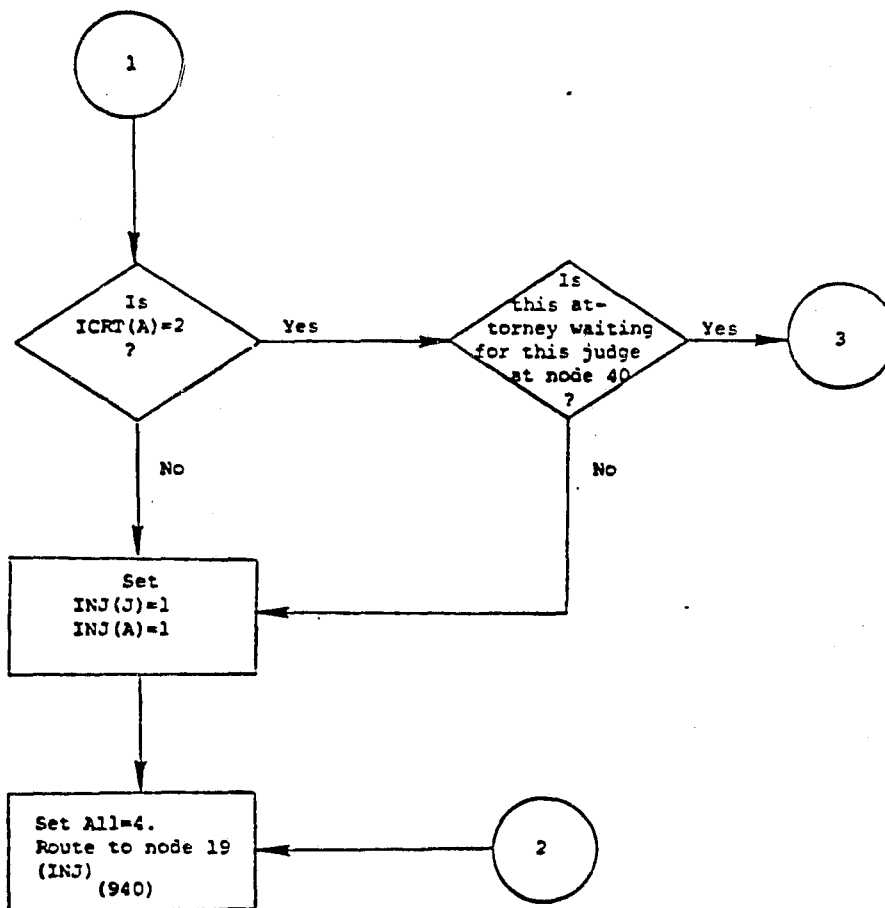 1
Is
ICRT(A)=2
?
Yes
Is
this at-
torney waiting
for this judge
at node 40
?
Yes
3
No
No
Set
INJ(J)=1
INJ(A)=1
Set A11=4.
Route to node 19
(INJ)
(940)
2